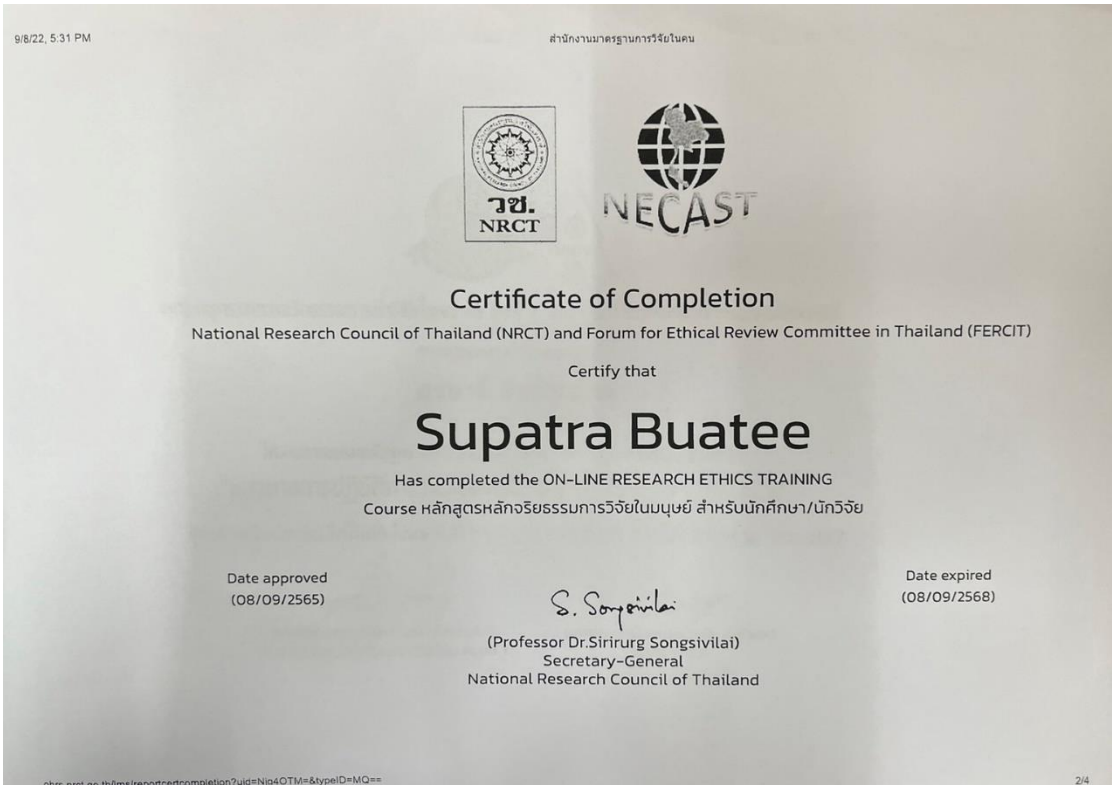 9/8/22, 5:31 PM
สำนักงานมาตรฐานการวิจัยในคน
วช.
NRCT
NECAST
Certificate of Completion
National Research Council of Thailand (NRCT) and Forum for Ethical Review Committee in Thailand (FERCIT)
Certify that
Supatra Buatee
Has completed the ON-LINE RESEARCH ETHICS TRAINING
Course หลักสูตรหลักจริยธรรมการวิจัยในมนุษย์ สำหรับนักศึกษา/นักวิจัย
Date approved
(08/09/2565)
Date expired
(08/09/2568)
S. Songsivilai
(Professor Dr.Sirirurg Songsivilai)
Secretary-General
National Research Council of Thailand
2/4